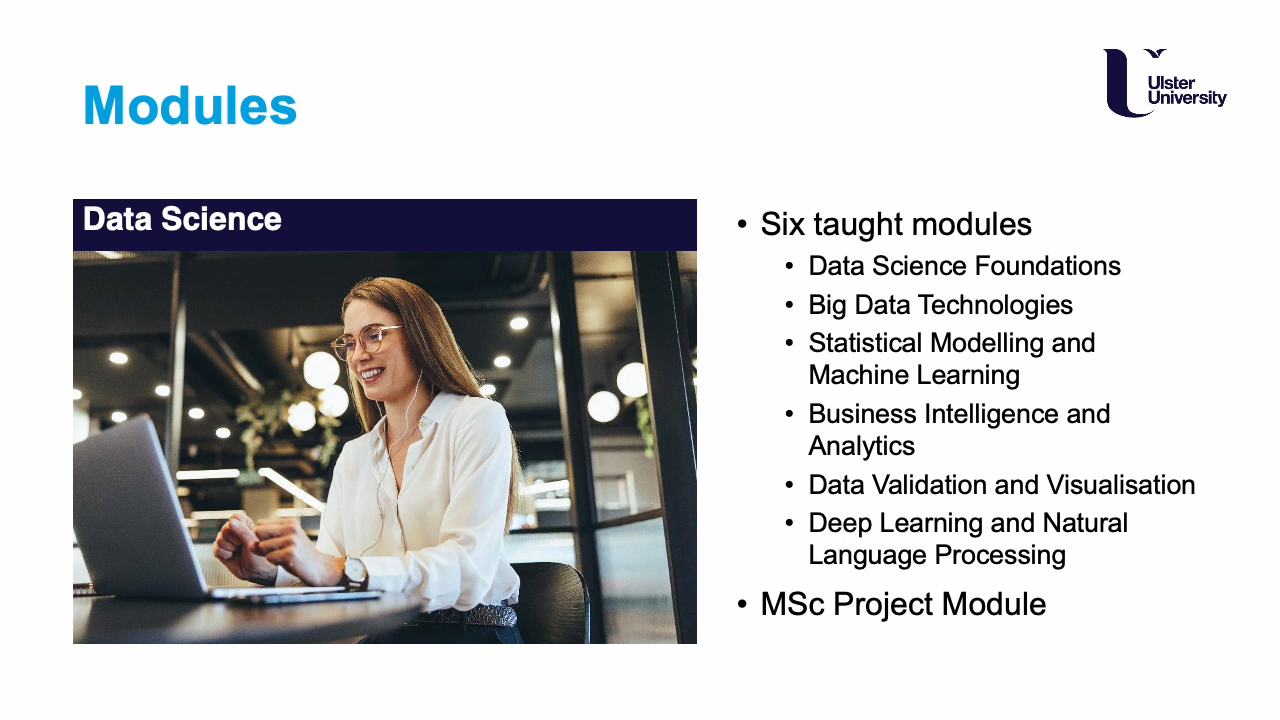 Modules
Ulster
University
Data Science
• Six taught modules
• Data Science Foundations
• Big Data Technologies
• Statistical Modelling and
Machine Learning
• Business Intelligence and
Analytics
• Data Validation and Visualisation
• Deep Learning and Natural
Language Processing
• MSc Project Module